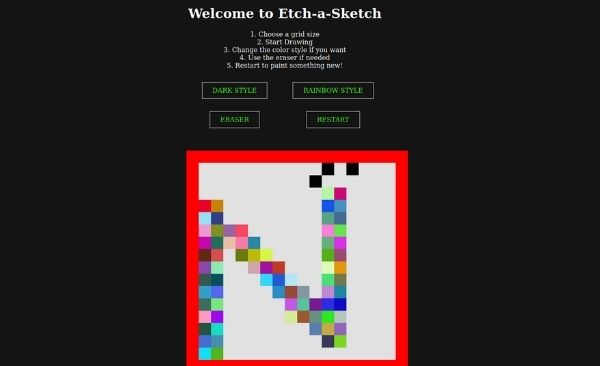 Welcome to Etch-a-Sketch
1. Choose a grid size
2. Start Drawing
3. Change the color style if you want
4. Use the eraser if needed
5. Restart to paint something new!
DARK STYLE
RAINBOW STYLE
ERASER
RESTART